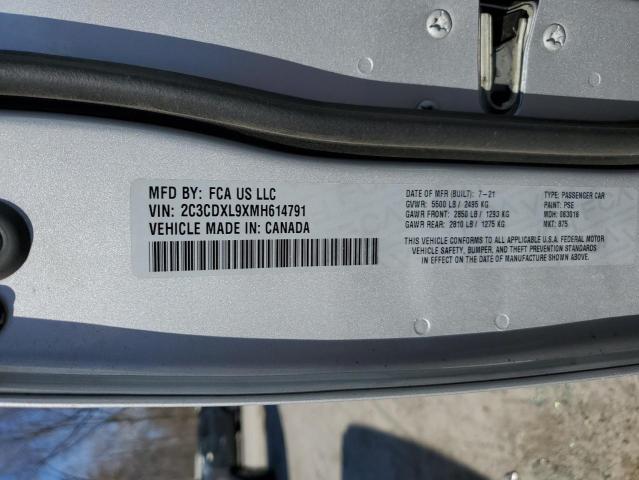 MFD BY: FCA US LLC
VIN: 2C3CDXL9XMH614791
VEHICLE MADE IN: CANADA
DATE OF MFR (BUILT): 7-21
GVWR: 5500 LB / 2495 KG
GAWR FRONT: 2850 LB / 1293 KG
GAWR REAR: 2810 LB / 1275 KG
TYPE: PASSENGER CAR
PAINT: PSE
MDH: 063018
MKT: 875
THIS VEHICLE CONFORMS TO ALL APPLICABLE U.S.A. FEDERAL MOTOR
VEHICLE SAFETY, BUMPER, AND THEFT PREVENTION STANDARDS
IN EFFECT ON THE DATE OF MANUFACTURE SHOWN ABOVE.